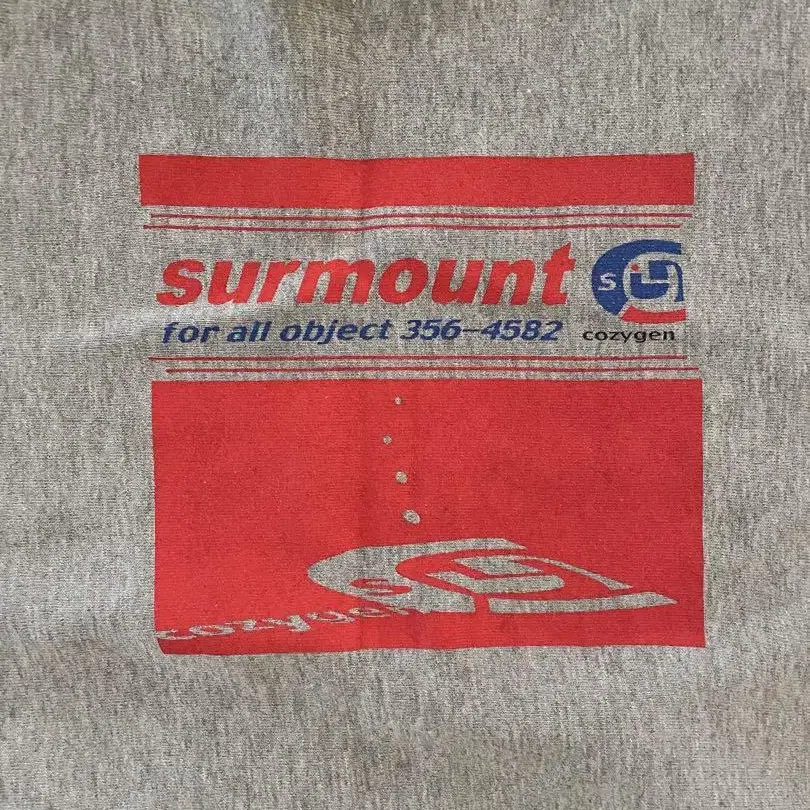 surmount
for all object 356-4582
cozygen
cozygen